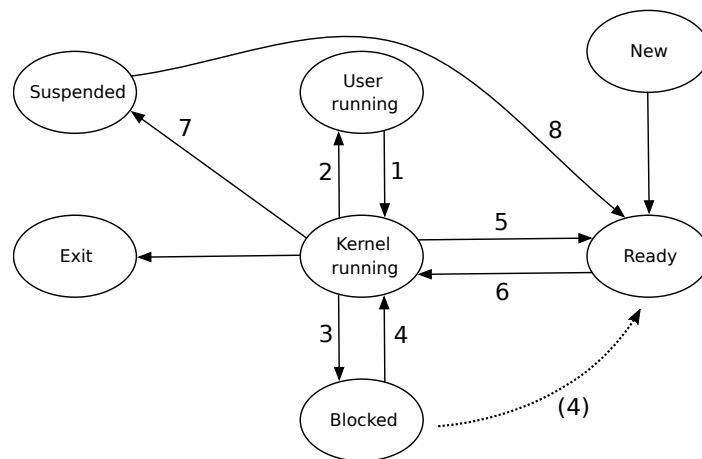 New
Suspended
User
running
8
7
2
1
Exit
Kernel
running
5
Ready
6
3
4
(4)
Blocked